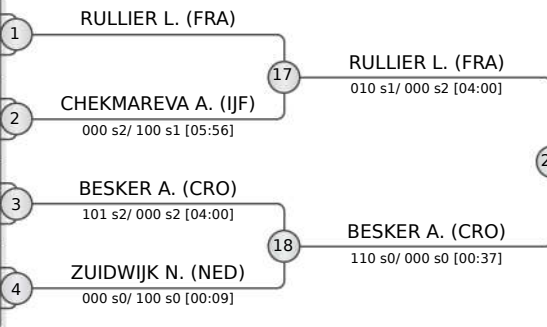 RULLIER L. (FRA)
1
17
RULLIER L. (FRA)
010 s1/ 000 s2 [04:00]
CHEKMAREVA A. (IJF)
2
000 s2/ 100 s1 [05:56]
BESKER A. (CRO)
3
101 s2/ 000 s2 [04:00]
18
BESKER A. (CRO)
110 s0/ 000 s0 [00:37]
ZUIDWIJK N. (NED)
4
000 s0/ 100 s0 [00:09]